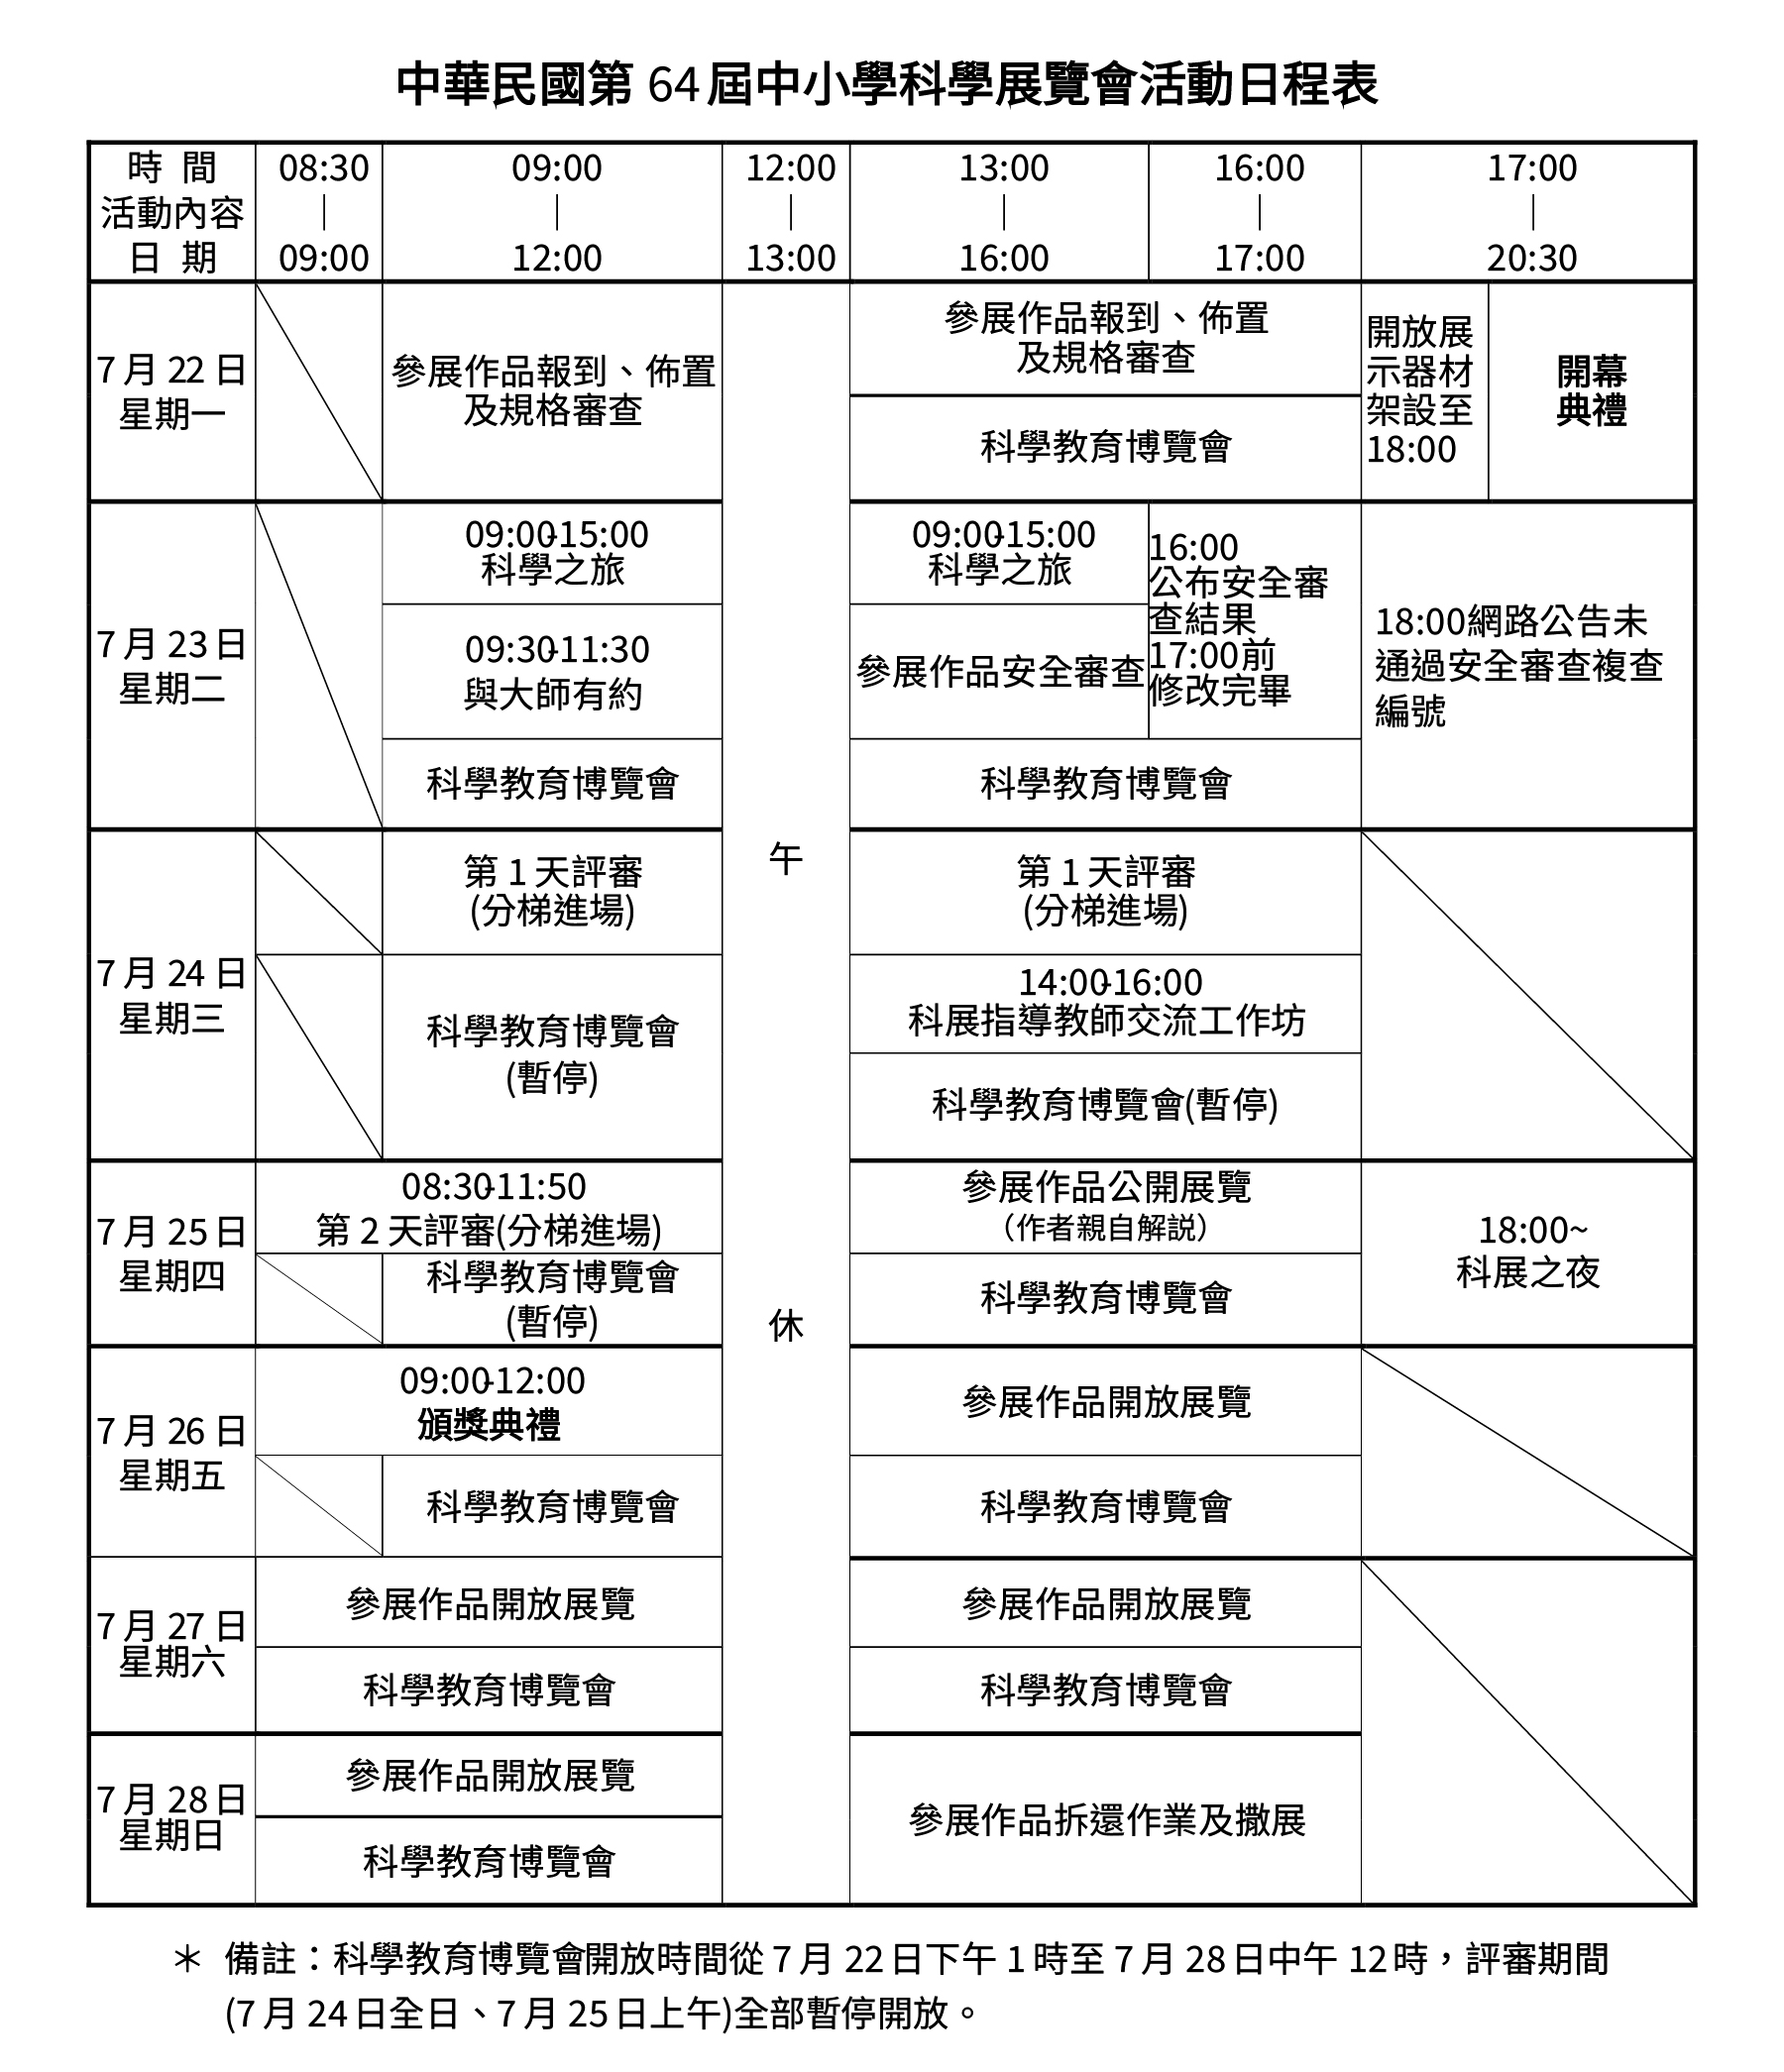 中華民國第 64 屆中小學科學展覽會活動日程表
時 間
活動內容
日 期
08:30
|
09:00
09:00
|
12:00
12:00
|
13:00
13:00
|
16:00
16:00
|
17:00
17:00
|
20:30
7 月 22 日
星期一
參展作品報到、佈置
及規格審查
參展作品報到、佈置
及規格審查
科學教育博覽會
開放展
示器材
架設至
18:00
開幕
典禮
7 月 23 日
星期二
09:00-15:00
科學之旅
09:30-11:30
與大師有約
科學教育博覽會
09:00-15:00
科學之旅
參展作品安全審查
16:00
公布安全審
查結果
17:00前
修改完畢
科學教育博覽會
18:00網路公告未
通過安全審查複查
編號
午
休
7 月 24 日
星期三
第 1 天評審
(分梯進場)
科學教育博覽會
(暫停)
第 1 天評審
(分梯進場)
14:00-16:00
科展指導教師交流工作坊
科學教育博覽會(暫停)
7 月 25 日
星期四
08:30-11:50
第 2 天評審(分梯進場)
科學教育博覽會
(暫停)
參展作品公開展覽
（作者親自解說）
科學教育博覽會
18:00~
科展之夜
7 月 26 日
星期五
09:00-12:00
頒獎典禮
科學教育博覽會
參展作品開放展覽
科學教育博覽會
7 月 27 日
星期六
參展作品開放展覽
科學教育博覽會
參展作品開放展覽
科學教育博覽會
7 月 28 日
星期日
參展作品開放展覽
科學教育博覽會
參展作品拆還作業及撤展
＊ 備註：科學教育博覽會開放時間從 7 月 22 日下午 1 時至 7 月 28 日中午 12 時，評審期間
(7 月 24 日全日、7 月 25 日上午)全部暫停開放。